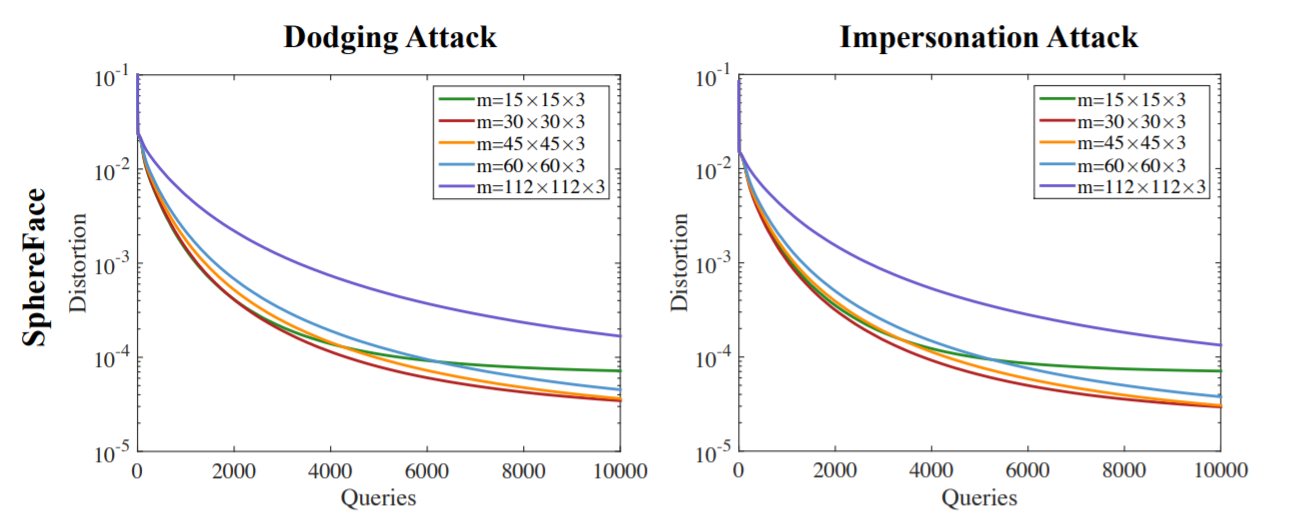 Dodging Attack
Impersonation Attack
SphereFace
Distortion
10^-1
10^-2
10^-3
10^-4
10^-5
m=15×15×3
m=30×30×3
m=45×45×3
m=60×60×3
m=112×112×3
0 2000 4000 6000 8000 10000
Queries
Distortion
10^-1
10^-2
10^-3
10^-4
10^-5
m=15×15×3
m=30×30×3
m=45×45×3
m=60×60×3
m=112×112×3
0 2000 4000 6000 8000 10000
Queries